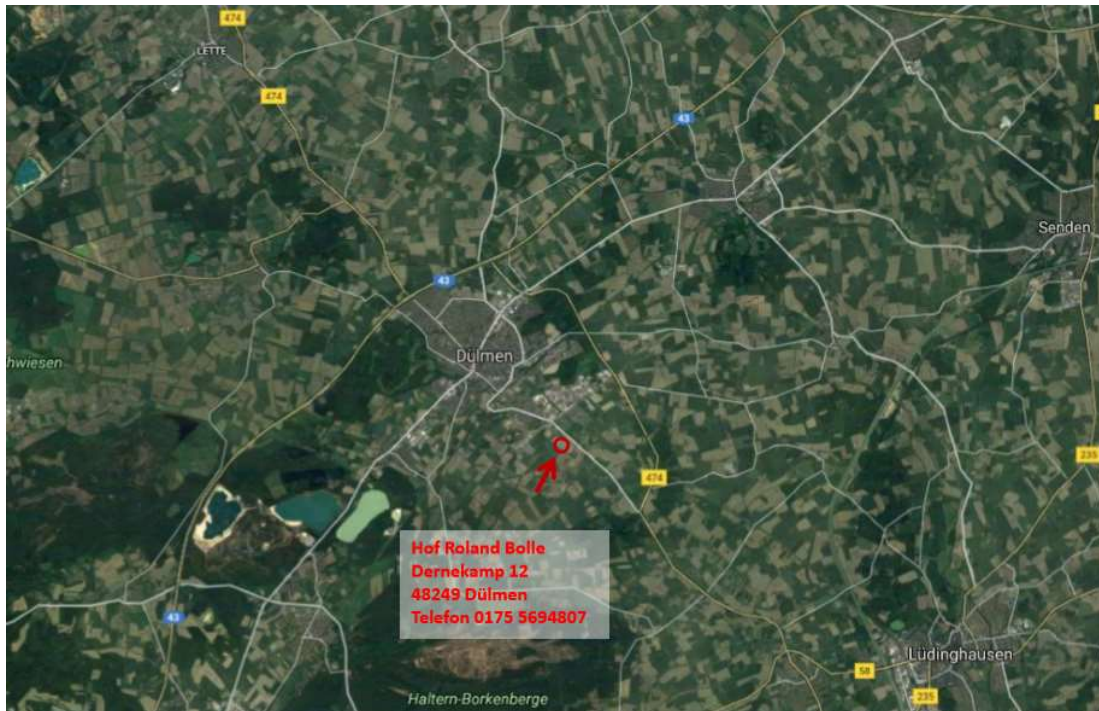 474
LETTE
474
43
Senden
43
Dülmen
hwiesen
235
474
Hof Roland Bolle
Dernekamp 12
48249 Dülmen
Telefon 0175 5694807
43
Lüdinghausen
58
235
Haltern-Borkenberge